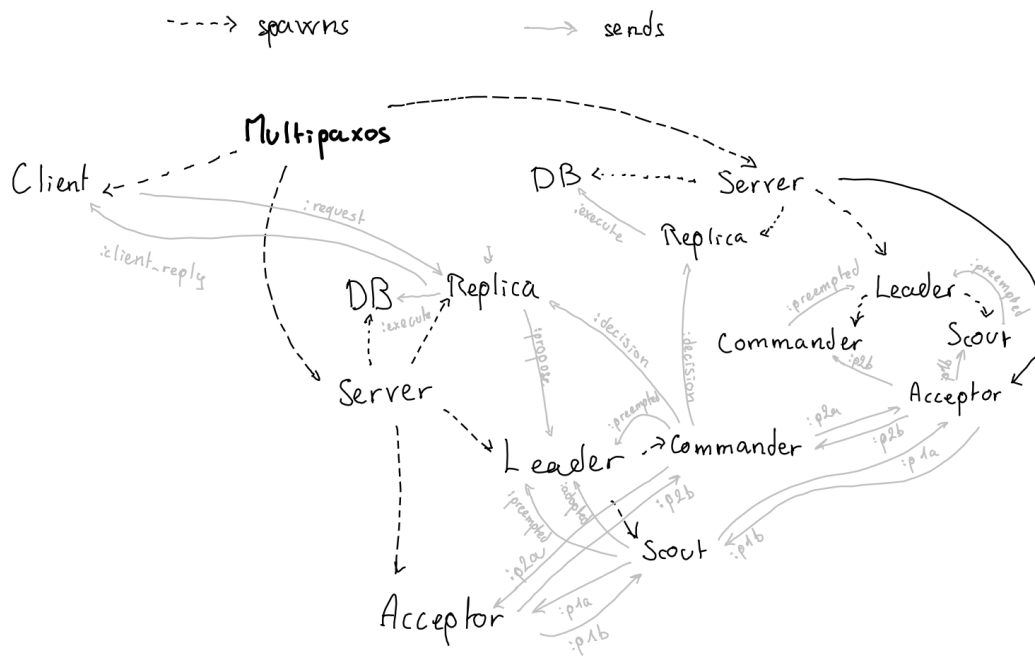 spawns
sends
Multipaxos
Client
DB
Server
:request
:execute
Replica
:client_reply
DB
Replica
:execute
:preempted
Leader
:preempted
:decision
:decision
Commander
Scout
:propose
:p2b
:p2b
Server
Acceptor
:preempted
:p2a
:p2b
:p1a
Leader
Commander
:preempted
:adopted
:p2b
:p2a
Scout
:p1b
Acceptor
:p1a
:p1b